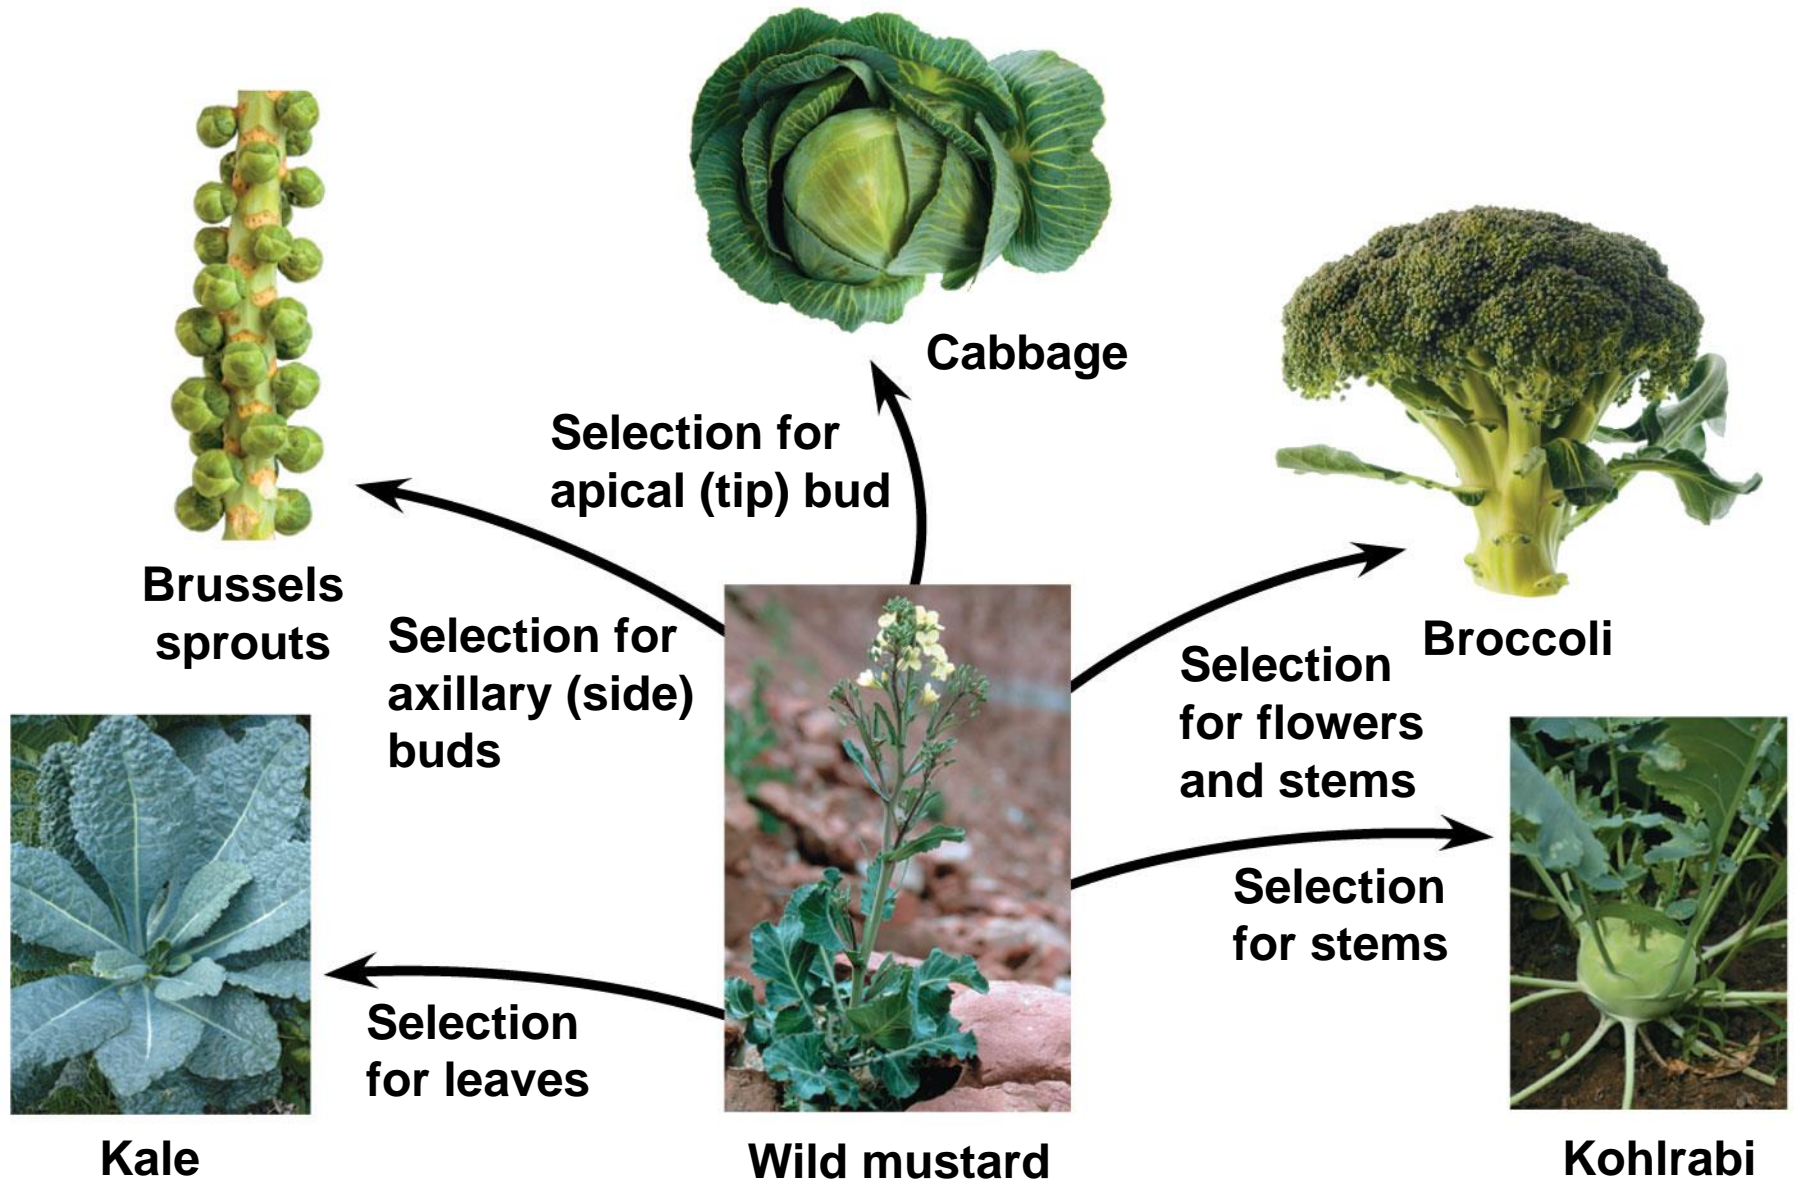 Cabbage
Selection for
apical (tip) bud
Brussels
sprouts
Selection for
axillary (side)
buds
Broccoli
Selection
for flowers
and stems
Selection
for stems
Selection
for leaves
Kale
Wild mustard
Kohlrabi